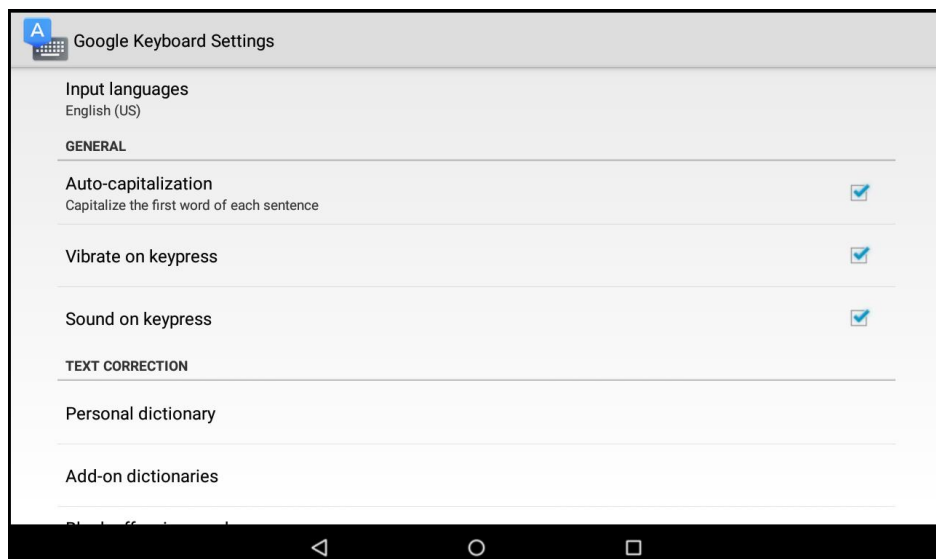 A
Google Keyboard Settings
Input languages
English (US)
GENERAL
Auto-capitalization
Capitalize the first word of each sentence
Vibrate on keypress
Sound on keypress
TEXT CORRECTION
Personal dictionary
Add-on dictionaries